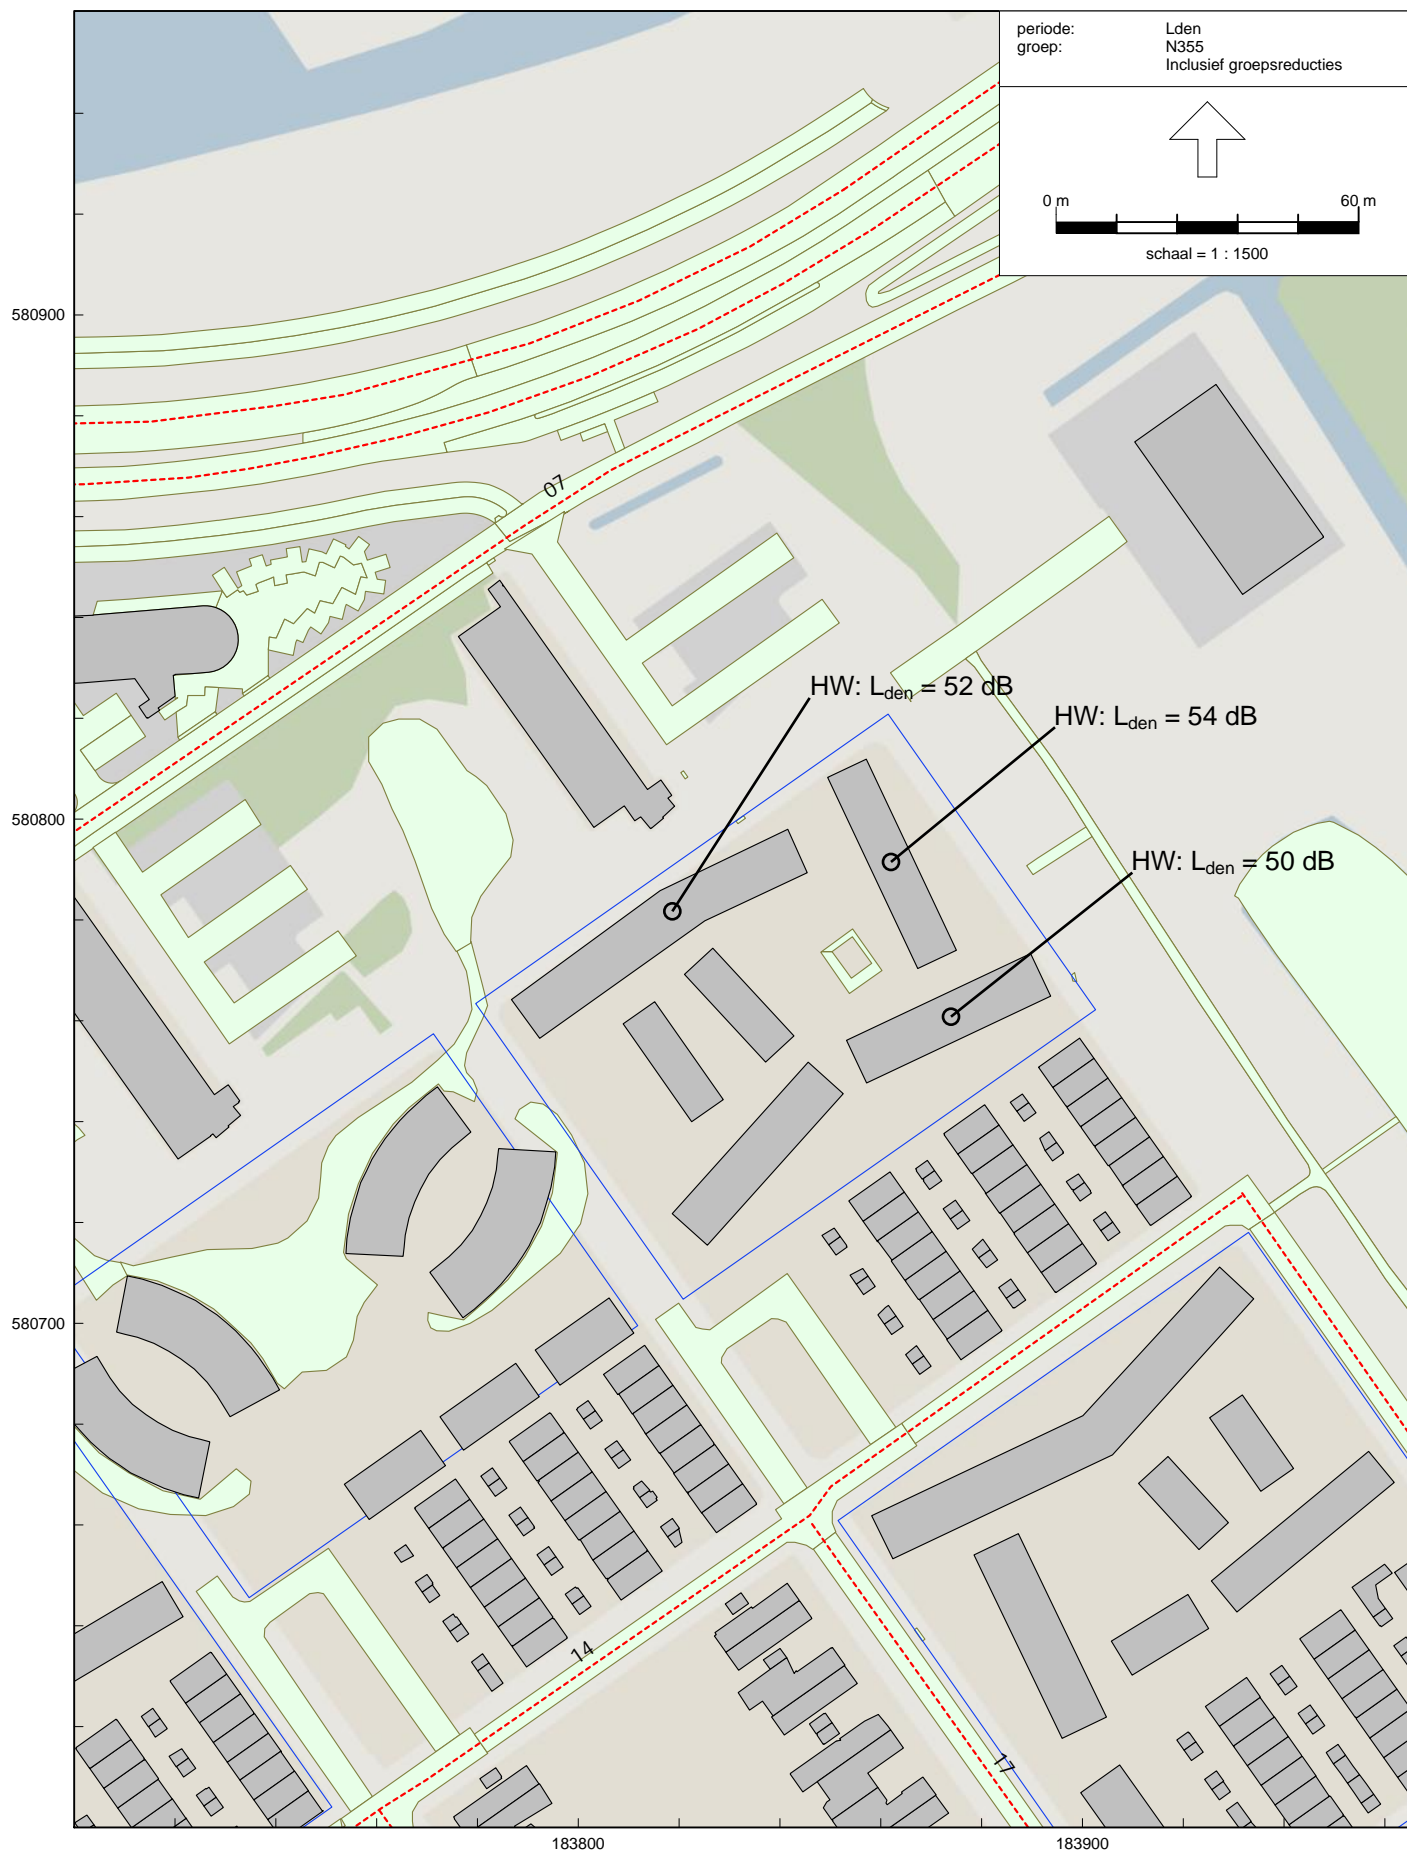 periode: Lden
groep: N355
Inclusief groepsreducties
0 m 60 m
schaal = 1 : 1500
580900
07
HW: Lden = 52 dB
HW: Lden = 54 dB
580800
HW: Lden = 50 dB
580700
14
17
183800 183900